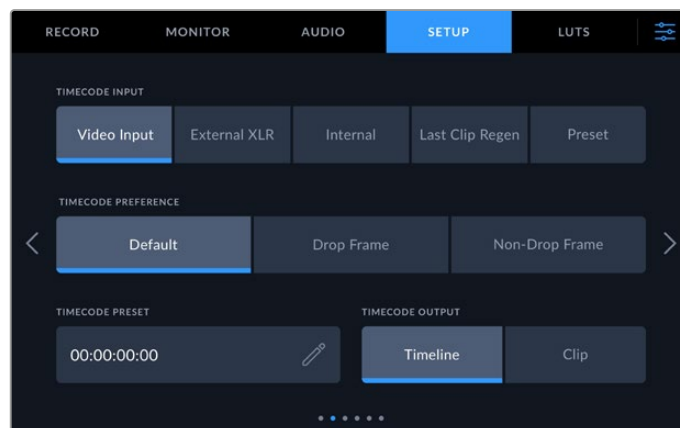 RECORD MONITOR AUDIO SETUP LUTS
TIMECODE INPUT
Video Input External XLR Internal Last Clip Regen Preset
TIMECODE PREFERENCE
Default Drop Frame Non-Drop Frame
TIMECODE PRESET TIMECODE OUTPUT
00:00:00:00 Timeline Clip